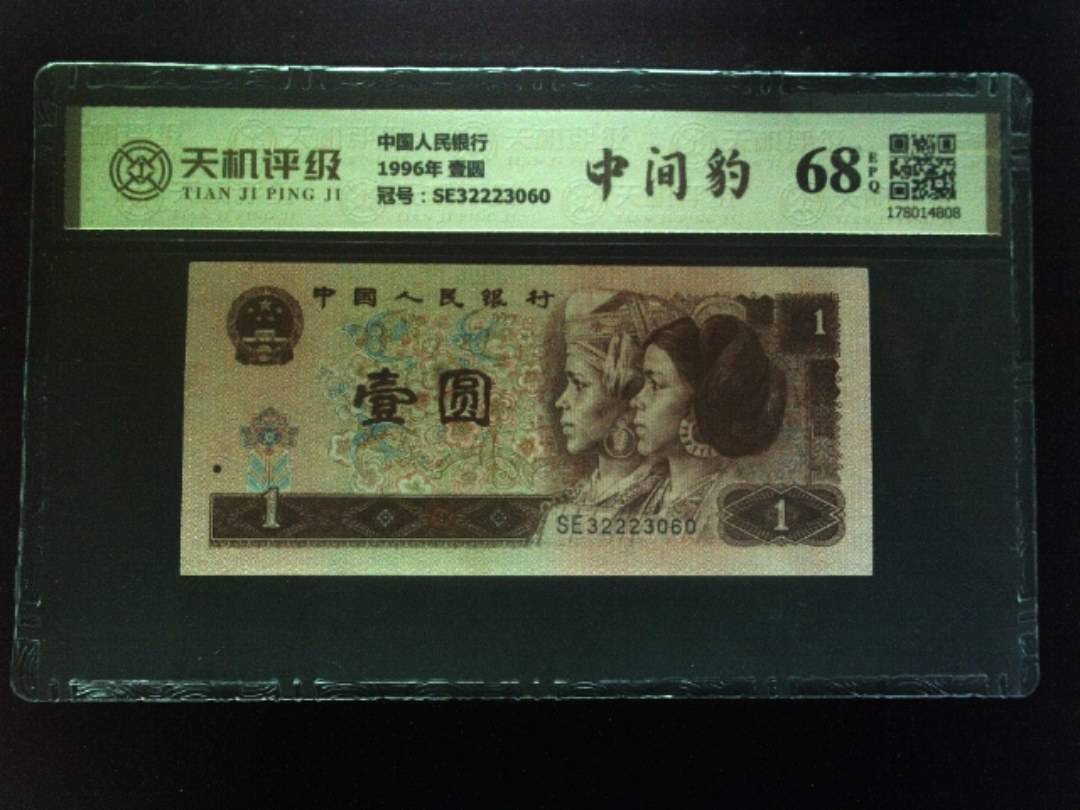 天机评级
TIAN JI PING JI
中国人民银行
1996年 壹圆
冠号：SE32223060
中间豹
68
EPQ
178014808
中国人民银行
1
壹圆
1
SE32223060
1